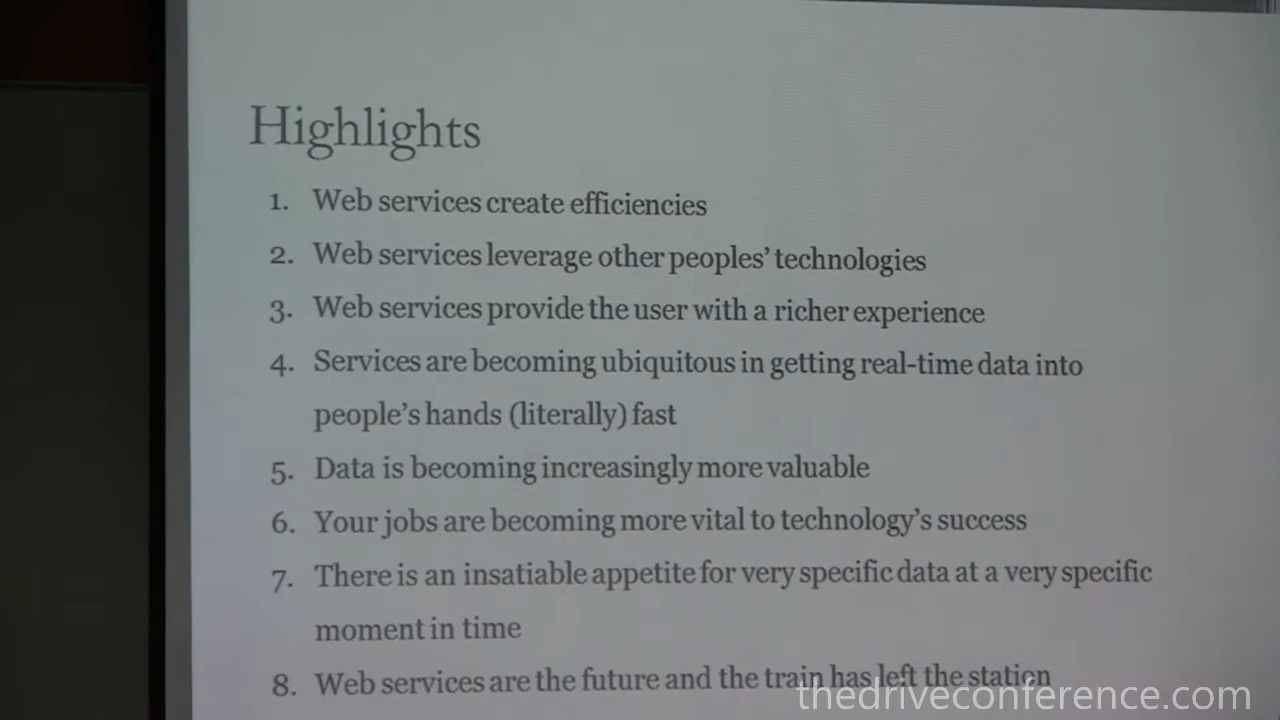 Highlights
1. Web services create efficiencies
2. Web services leverage other peoples' technologies
3. Web services provide the user with a richer experience
4. Services are becoming ubiquitous in getting real-time data into
people's hands (literally) fast
5. Data is becoming increasingly more valuable
6. Your jobs are becoming more vital to technology's success
7. There is an insatiable appetite for very specific data at a very specific
moment in time
8. Web services are the future and the train has left the station
thedriveconference.com